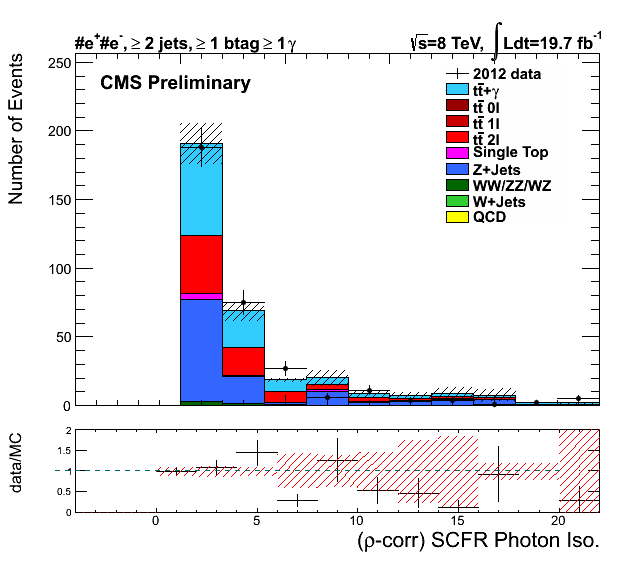 #e⁺#e⁻, ≥ 2 jets, ≥ 1 btag ≥ 1 γ
√s=8 TeV, ∫Ldt=19.7 fb⁻¹
CMS Preliminary
Number of Events
250
200
150
100
50
0
2012 data
tt̄+γ
tt̄ 0l
tt̄ 1l
tt̄ 2l
Single Top
Z+Jets
WW/ZZ/WZ
W+Jets
QCD
data/MC
2
1.5
1
0.5
0
0 5 10 15 20
(ρ-corr) SCFR Photon Iso.